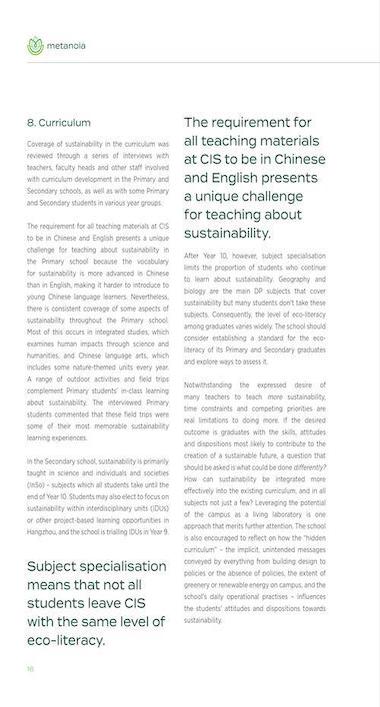 metanoia
8. Curriculum
Coverage of sustainability in the curriculum was
reviewed through a series of interviews with
teachers, faculty heads and other staff involved
with curriculum development in the Primary and
Secondary schools, as well as with some Primary
and Secondary students in various year groups.
The requirement for all teaching materials at CIS
to be in Chinese and English presents a unique
challenge for teaching about sustainability in
the Primary school because the vocabulary
for sustainability is more advanced in Chinese
than in English, making it harder to introduce to
young Chinese language learners. Nevertheless,
there is consistent coverage of some aspects of
sustainability throughout the Primary school.
Most of this occurs in integrated studies, which
examines human impacts through science and
humanities, and Chinese language arts, which
includes some nature-themed units every year.
A range of outdoor activities and field trips
complement Primary students' in-class learning
about sustainability. The interviewed Primary
students commented that these field trips were
some of their most memorable sustainability
learning experiences.
In the Secondary school, sustainability is primarily
taught in science and individuals and societies
(InSo) – subjects which all students take until the
end of Year 10. Students may also elect to focus on
sustainability within interdisciplinary units (IDUs)
or other project-based learning opportunities in
Hangzhou, and the school is trialling IDUs in Year 9.
Subject specialisation
means that not all
students leave CIS
with the same level of
eco-literacy.
The requirement for
all teaching materials
at CIS to be in Chinese
and English presents
a unique challenge
for teaching about
sustainability.
After Year 10, however, subject specialisation
limits the proportion of students who continue
to learn about sustainability. Geography and
biology are the main DP subjects that cover
sustainability but many students don't take these
subjects. Consequently, the level of eco-literacy
among graduates varies widely. The school should
consider establishing a standard for the eco-
literacy of its Primary and Secondary graduates
and explore ways to assess it.
Notwithstanding the expressed desire of
many teachers to teach more sustainability,
time constraints and competing priorities are
real limitations to doing more. If the desired
outcome is graduates with the skills, attitudes
and dispositions most likely to contribute to the
creation of a sustainable future, a question that
should be asked is what could be done differently?
How can sustainability be integrated more
effectively into the existing curriculum, and in all
subjects not just a few? Leveraging the potential
of the campus as a living laboratory is one
approach that merits further attention. The school
is also encouraged to reflect on how the "hidden
curriculum" – the implicit, unintended messages
conveyed by everything from building design to
policies or the absence of policies, the extent of
greenery or renewable energy on campus, and the
school's daily operational practises – influences
the students' attitudes and dispositions towards
sustainability.
16